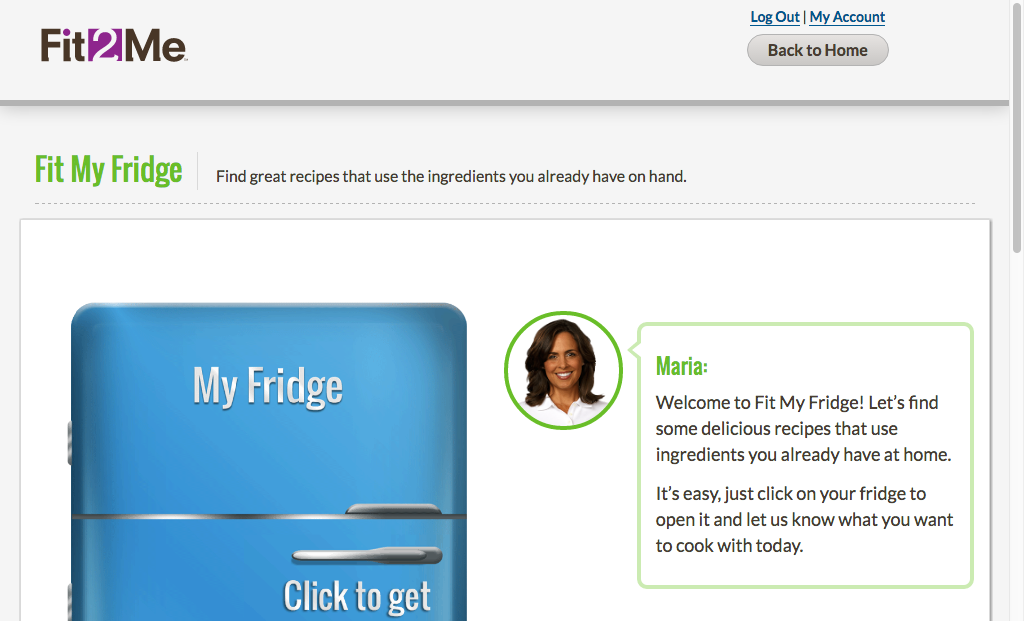 Log Out | My Account
Fit2Me
Back to Home
Fit My Fridge
Find great recipes that use the ingredients you already have on hand.
My Fridge
Click to get
Maria:
Welcome to Fit My Fridge! Let’s find
some delicious recipes that use
ingredients you already have at home.
It’s easy, just click on your fridge to
open it and let us know what you want
to cook with today.